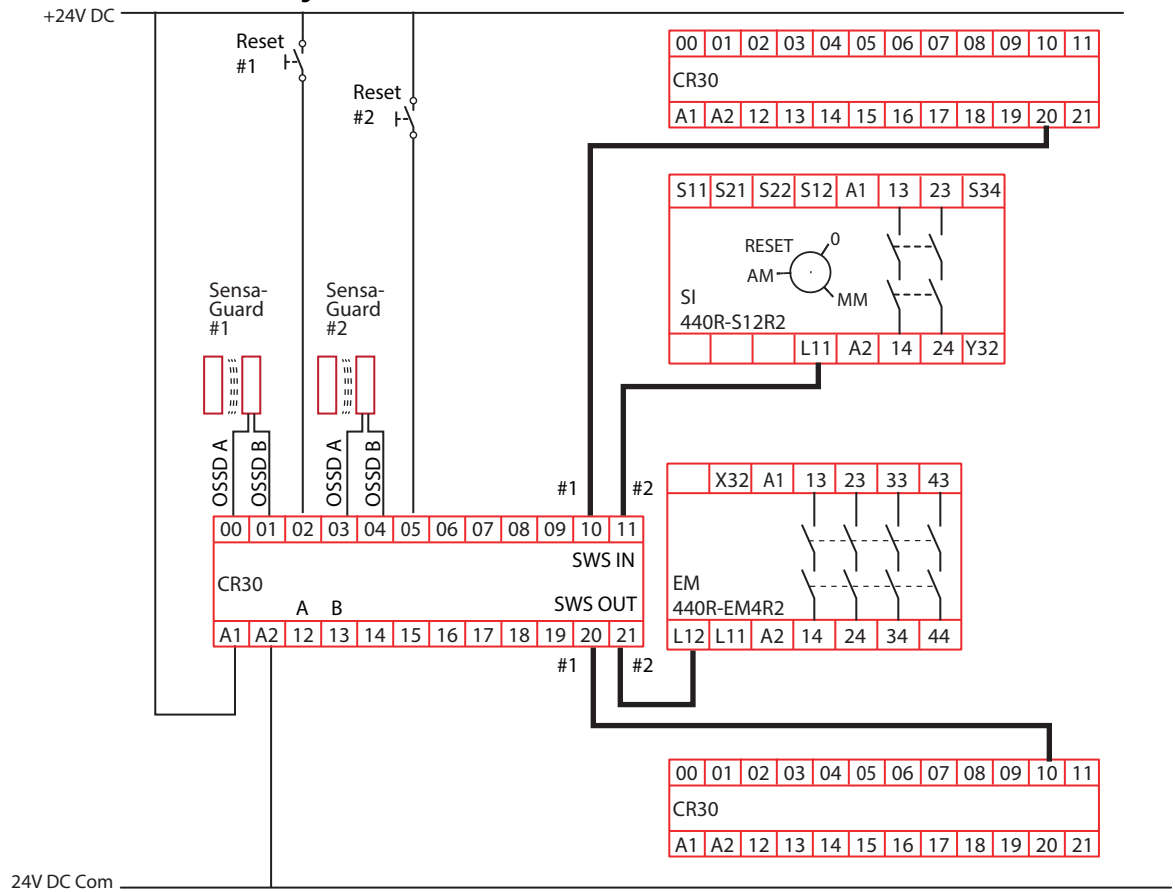 +24V DC
Reset
#1
Reset
#2
00 01 02 03 04 05 06 07 08 09 10 11
CR30
A1 A2 12 13 14 15 16 17 18 19 20 21
S11 S21 S22 S12 A1 13 23 S34
RESET 0
AM
MM
SI
440R-S12R2
L11 A2 14 24 Y32
Sensa-
Guard
#1
Sensa-
Guard
#2
OSSD A
OSSD B
OSSD A
OSSD B
#1 #2
X32 A1 13 23 33 43
EM
440R-EM4R2
L12 L11 A2 14 24 34 44
00 01 02 03 04 05 06 07 08 09 10 11
SWS IN
CR30
SWS OUT
A B
A1 A2 12 13 14 15 16 17 18 19 20 21
#1 #2
00 01 02 03 04 05 06 07 08 09 10 11
CR30
A1 A2 12 13 14 15 16 17 18 19 20 21
24V DC Com